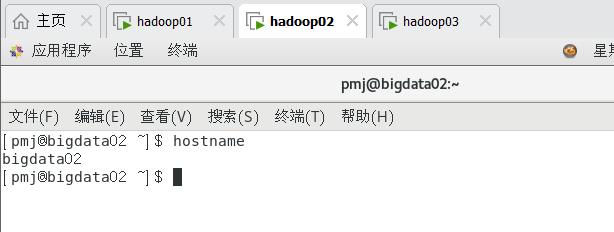 主页 hadoop01 hadoop02 hadoop03
应用程序 位置 终端 星期
pmj@bigdata02:~
文件(F) 编辑(E) 查看(V) 搜索(S) 终端(T) 帮助(H)
[pmj@bigdata02 ~]$ hostname
bigdata02
[pmj@bigdata02 ~]$